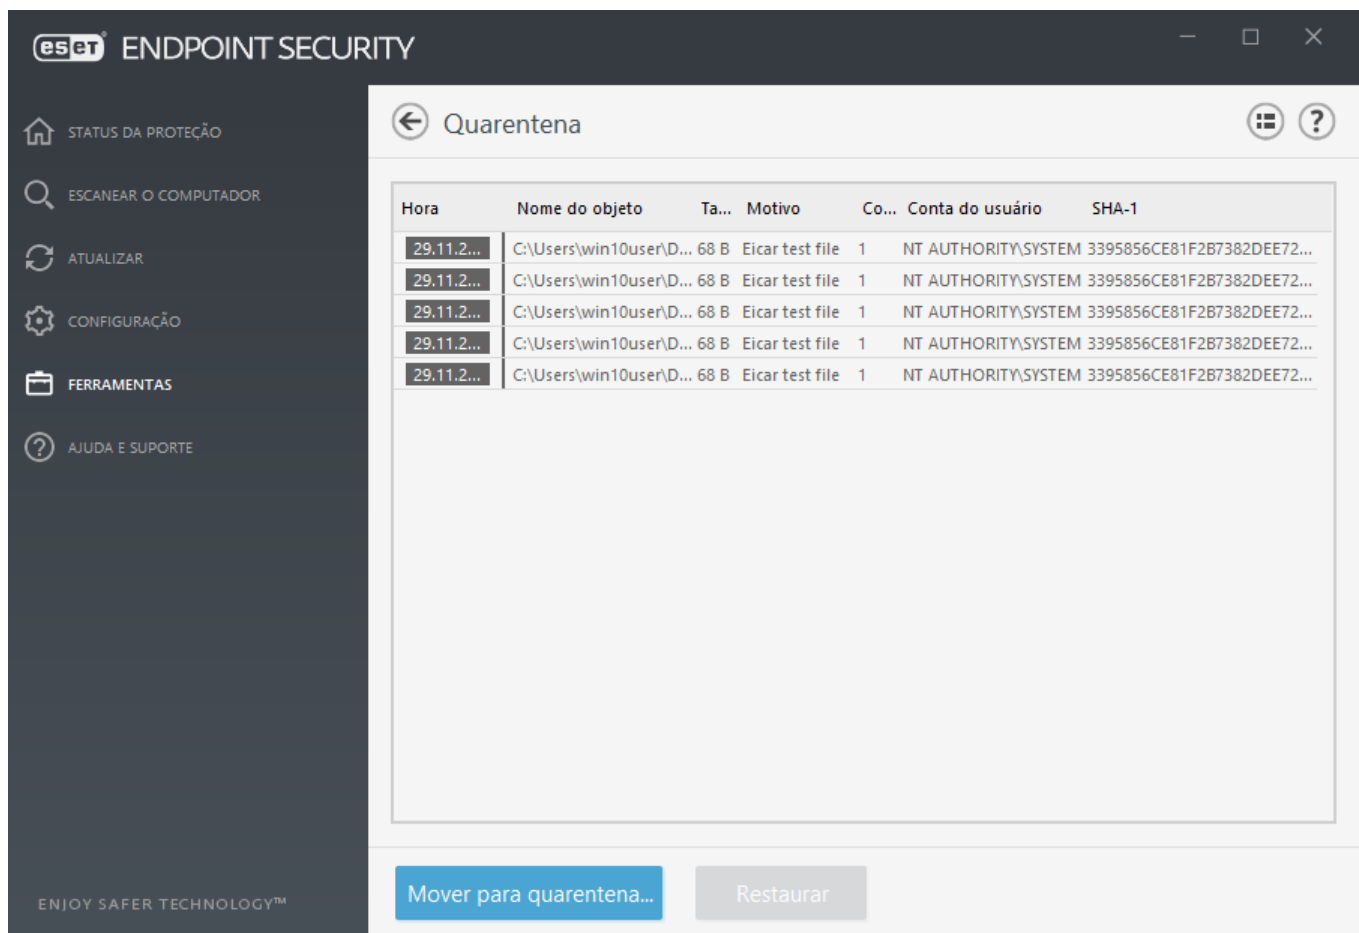 eset ENDPOINT SECURITY
STATUS DA PROTEÇÃO
ESCANEAR O COMPUTADOR
ATUALIZAR
CONFIGURAÇÃO
FERRAMENTAS
AJUDA E SUPORTE
ENJOY SAFER TECHNOLOGY™
Quarentena
?
Hora Nome do objeto Ta... Motivo Co... Conta do usuário SHA-1
29.11.2... C:\Users\win10user\D... 68 B Eicar test file 1 NT AUTHORITY\SYSTEM 3395856CE81F2B7382DEE72...
29.11.2... C:\Users\win10user\D... 68 B Eicar test file 1 NT AUTHORITY\SYSTEM 3395856CE81F2B7382DEE72...
29.11.2... C:\Users\win10user\D... 68 B Eicar test file 1 NT AUTHORITY\SYSTEM 3395856CE81F2B7382DEE72...
29.11.2... C:\Users\win10user\D... 68 B Eicar test file 1 NT AUTHORITY\SYSTEM 3395856CE81F2B7382DEE72...
29.11.2... C:\Users\win10user\D... 68 B Eicar test file 1 NT AUTHORITY\SYSTEM 3395856CE81F2B7382DEE72...
Mover para quarentena... Restaurar